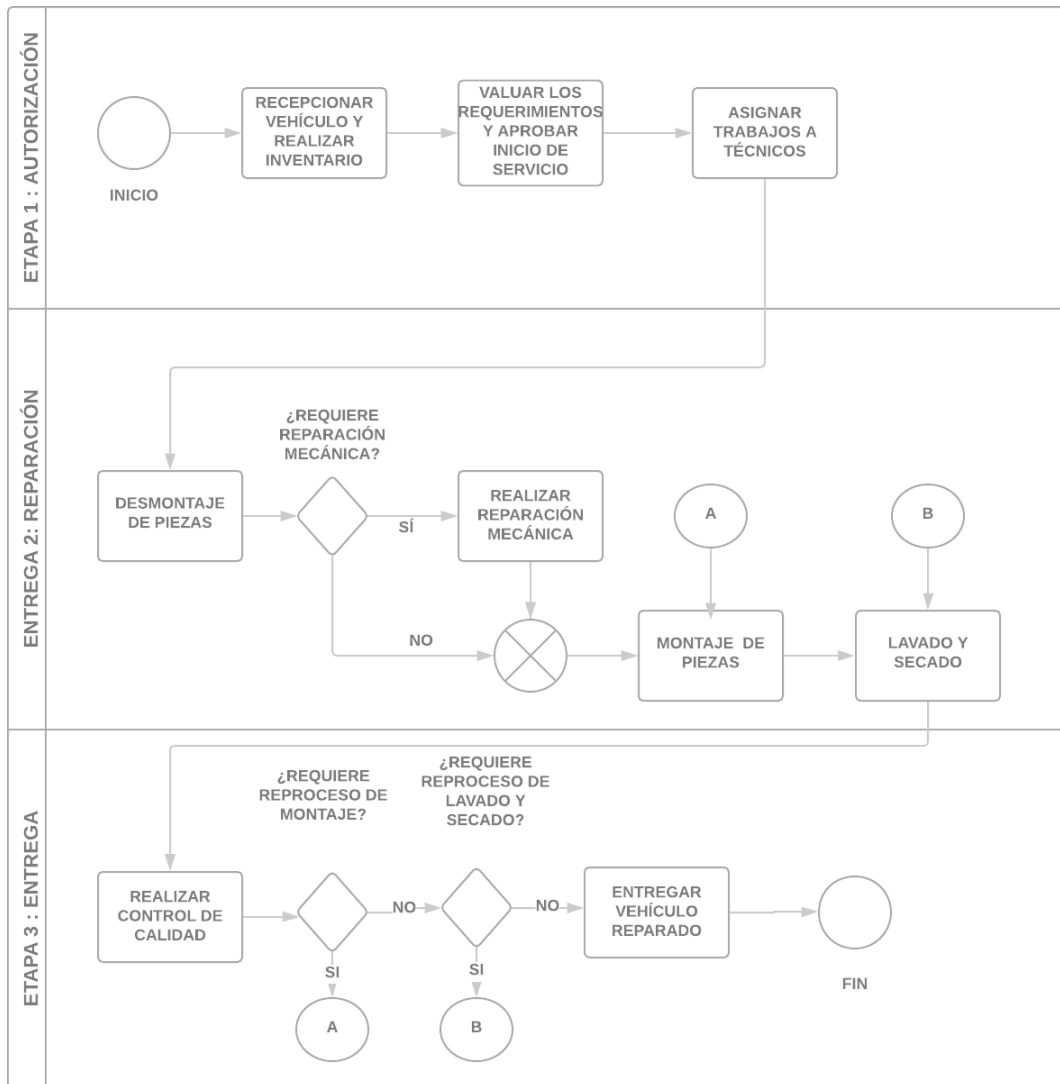 ETAPA 1 : AUTORIZACIÓN
INICIO
RECEPCIONAR
VEHÍCULO Y
REALIZAR
INVENTARIO
VALUAR LOS
REQUERIMIENTOS
Y APROBAR
INICIO DE
SERVICIO
ASIGNAR
TRABAJOS A
TÉCNICOS
ENTREGA 2: REPARACIÓN
DESMONTAJE
DE PIEZAS
¿REQUIERE
REPARACIÓN
MECÁNICA?
SÍ
NO
REALIZAR
REPARACIÓN
MECÁNICA
A
MONTAJE DE
PIEZAS
B
LAVADO Y
SECADO
ETAPA 3 : ENTREGA
REALIZAR
CONTROL DE
CALIDAD
¿REQUIERE
REPROCESO DE
MONTAJE?
SI
A
NO
¿REQUIERE
REPROCESO DE
LAVADO Y
SECADO?
SI
B
NO
ENTREGAR
VEHÍCULO
REPARADO
FIN